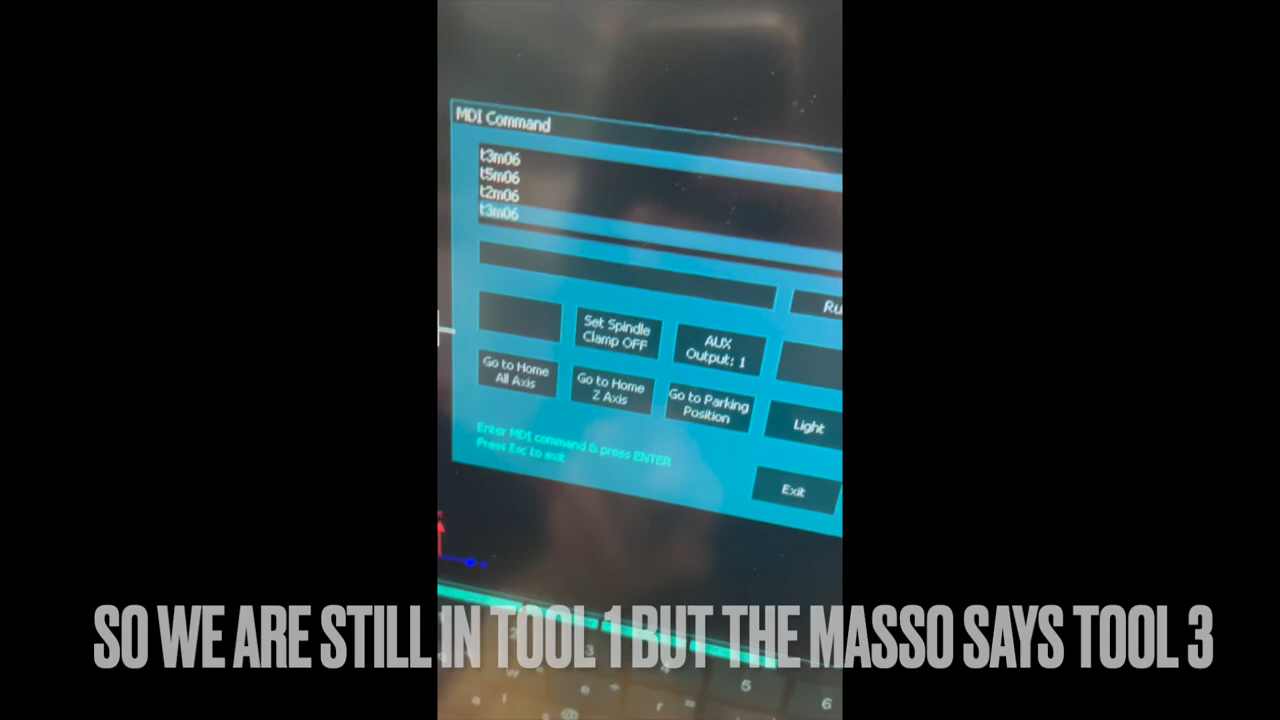 MDI Command
t3m06
t5m06
t2m06
t3m06
Set Spindle
Clamp OFF
AUX
Output: 1
Go to Home
All Axis
Go to Home
Z Axis
Go to Parking
Position
Light
Enter MDI command & press ENTER
Press Esc to exit
Exit
SO WE ARE STILL IN TOOL 1 BUT THE MASSO SAYS TOOL 3
5
6